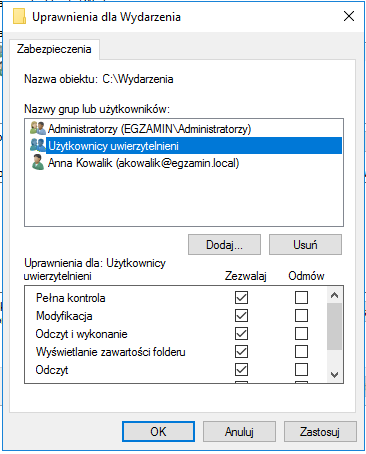 Uprawnienia dla Wydarzenia
Zabezpieczenia
Nazwa obiektu: C:\Wydarzenia
Nazwy grup lub użytkowników:
Administratorzy (EGZAMIN\Administratorzy)
Użytkownicy uwierzytelnieni
Anna Kowalik (akowalik@egzamin.local)
Dodaj... Usuń
Uprawnienia dla: Użytkownicy
uwierzytelnieni Zezwalaj Odmów
Pełna kontrola
Modyfikacja
Odczyt i wykonanie
Wyświetlanie zawartości folderu
Odczyt
OK Anuluj Zastosuj